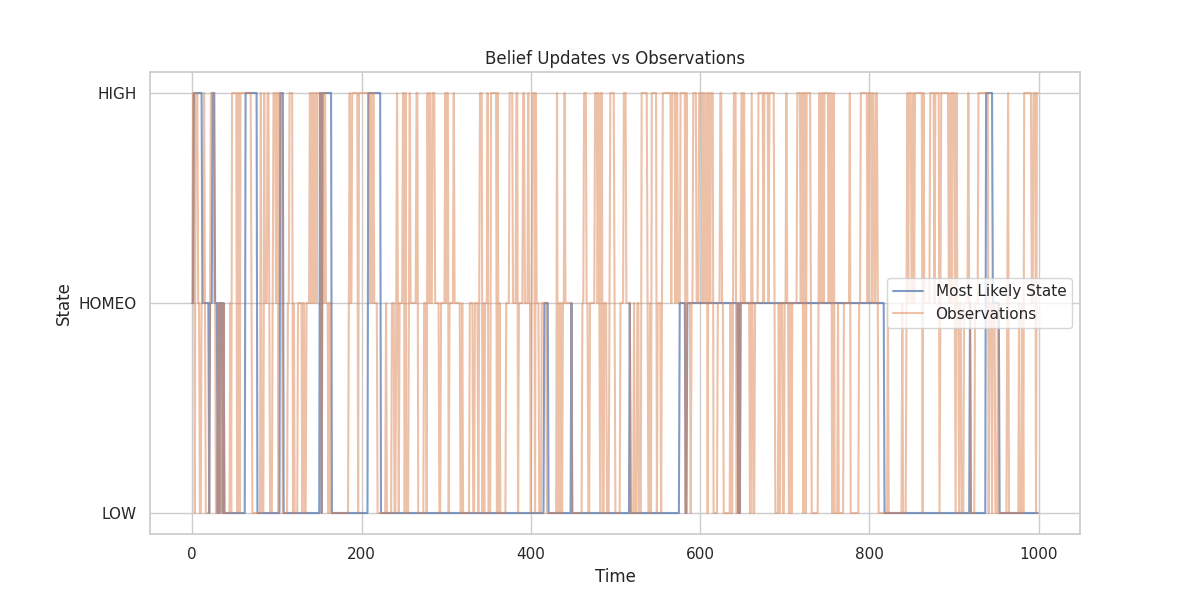 Belief Updates vs Observations
State
HIGH
HOMEO
LOW
Most Likely State
Observations
0
200
400
600
800
1000
Time